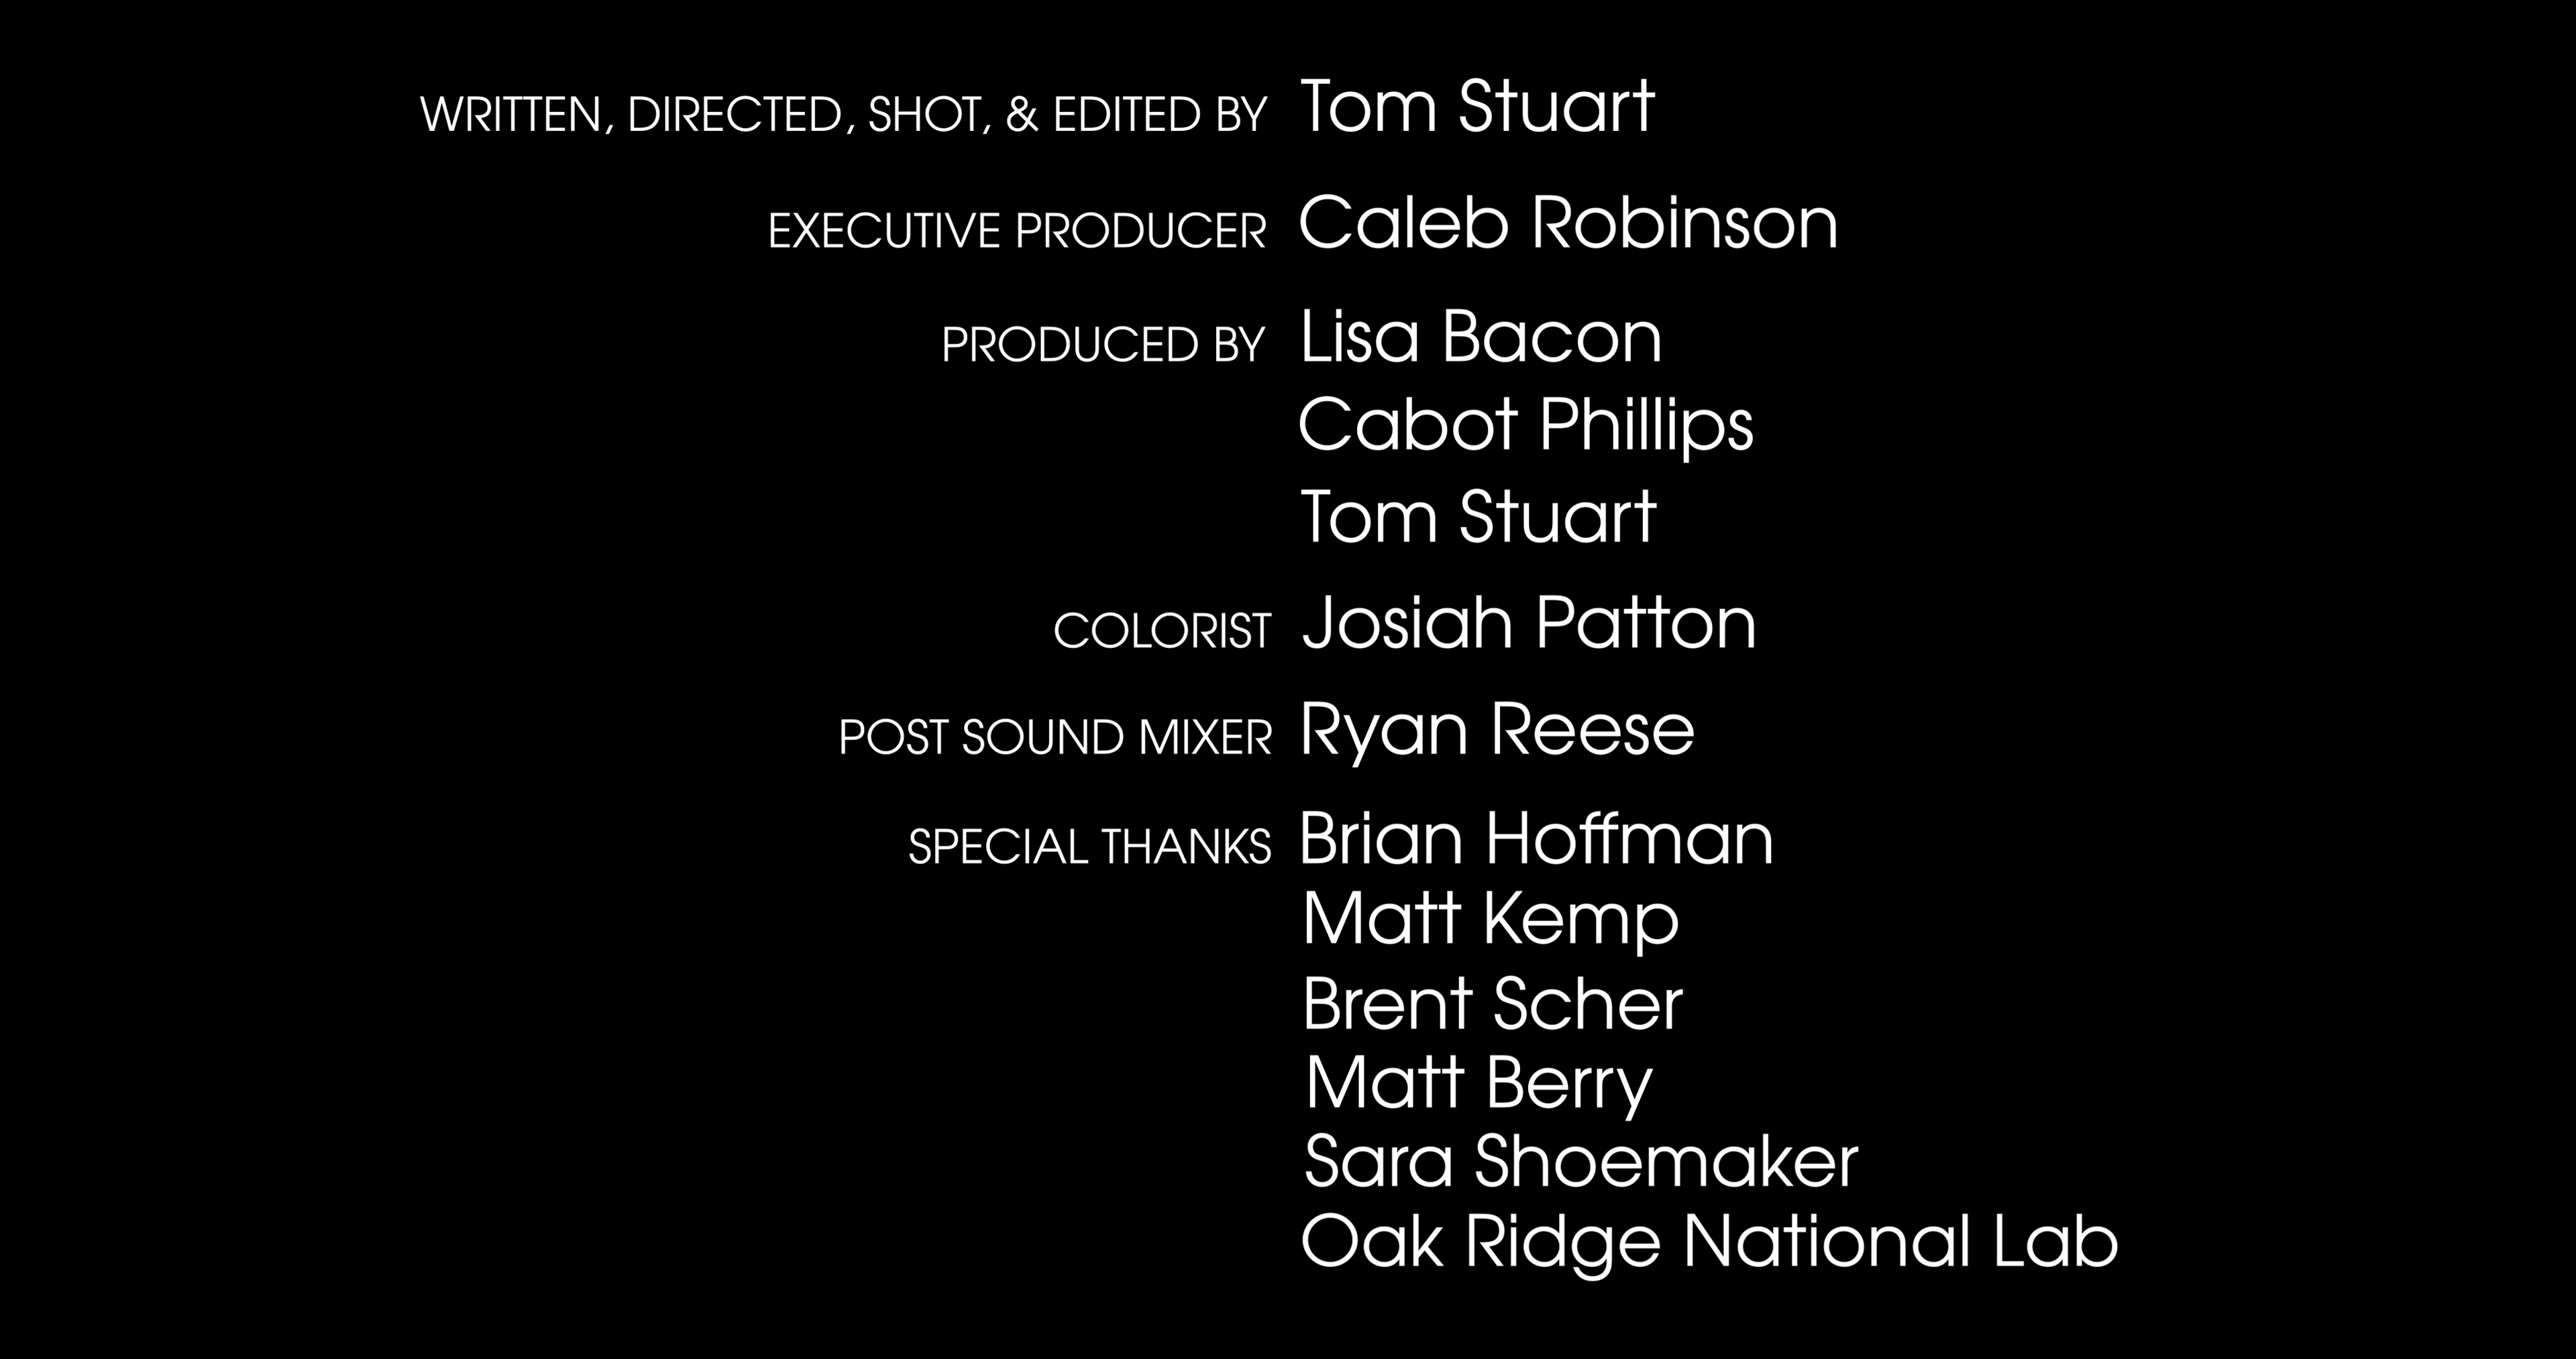 WRITTEN, DIRECTED, SHOT, & EDITED BY Tom Stuart
EXECUTIVE PRODUCER Caleb Robinson
PRODUCED BY Lisa Bacon
Cabot Phillips
Tom Stuart
COLORIST Josiah Patton
POST SOUND MIXER Ryan Reese
SPECIAL THANKS Brian Hoffman
Matt Kemp
Brent Scher
Matt Berry
Sara Shoemaker
Oak Ridge National Lab